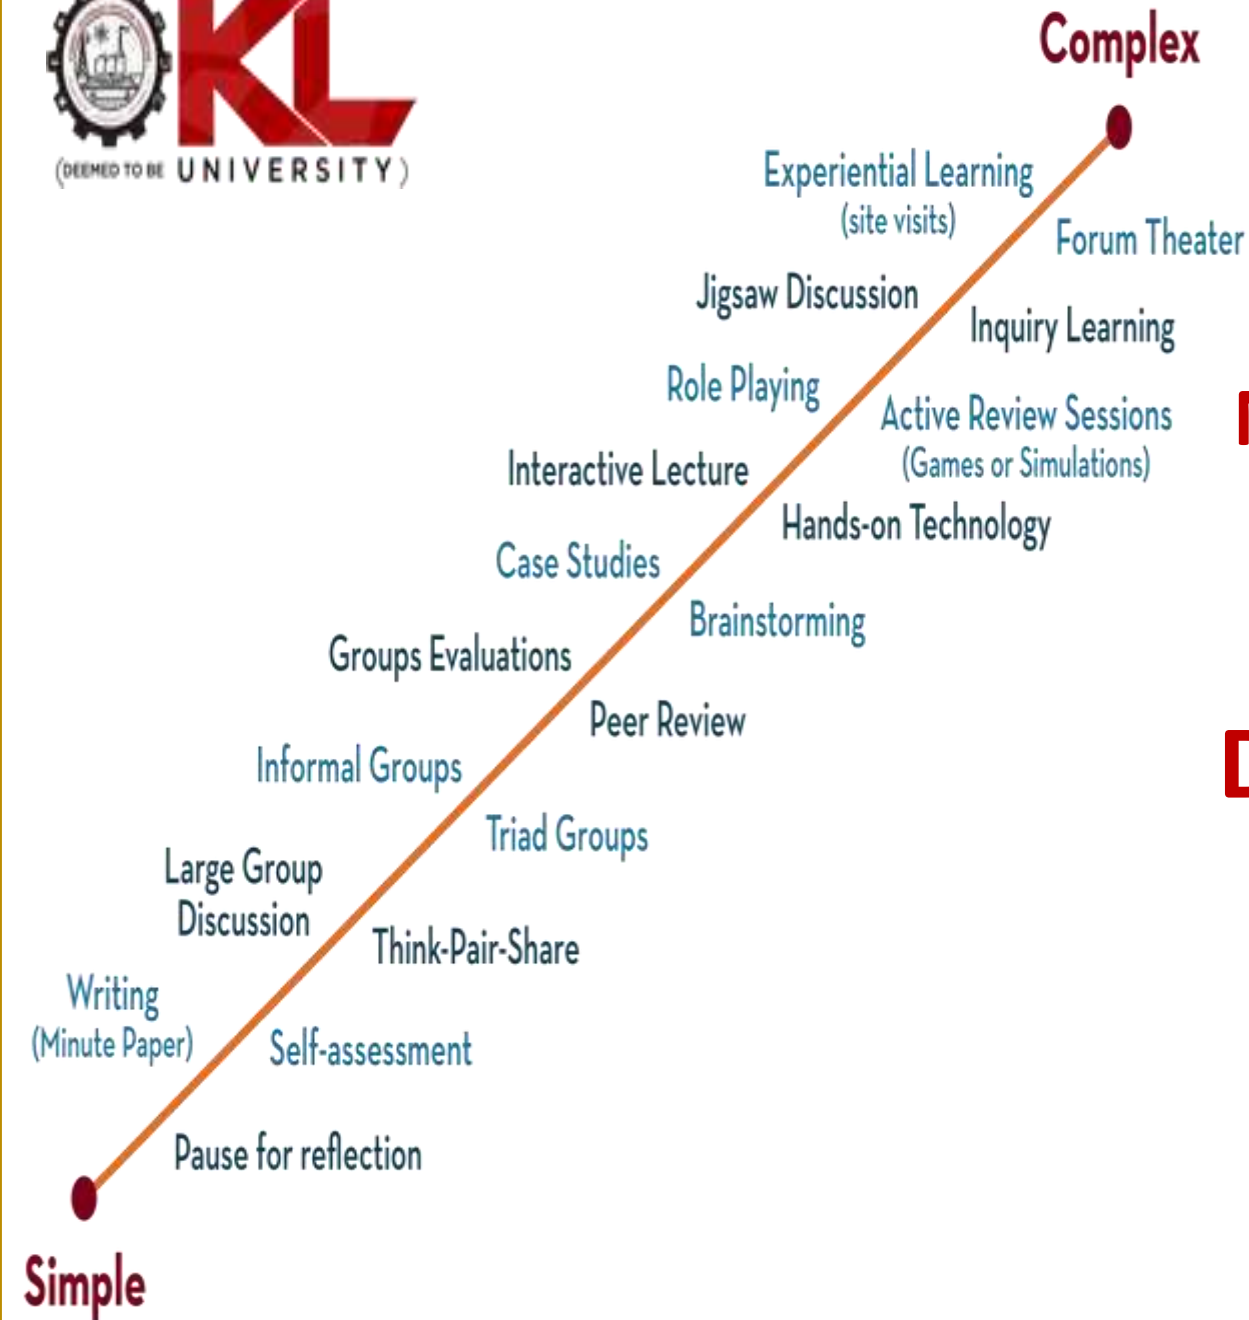 KL
(DEEMED TO BE UNIVERSITY)
Complex
Experiential Learning
(site visits)
Forum Theater
Jigsaw Discussion
Inquiry Learning
Role Playing
Active Review Sessions
(Games or Simulations)
Interactive Lecture
Hands-on Technology
Case Studies
Brainstorming
Groups Evaluations
Peer Review
Informal Groups
Triad Groups
Large Group
Discussion
Think-Pair-Share
Writing
(Minute Paper)
Self-assessment
Pause for reflection
Simple